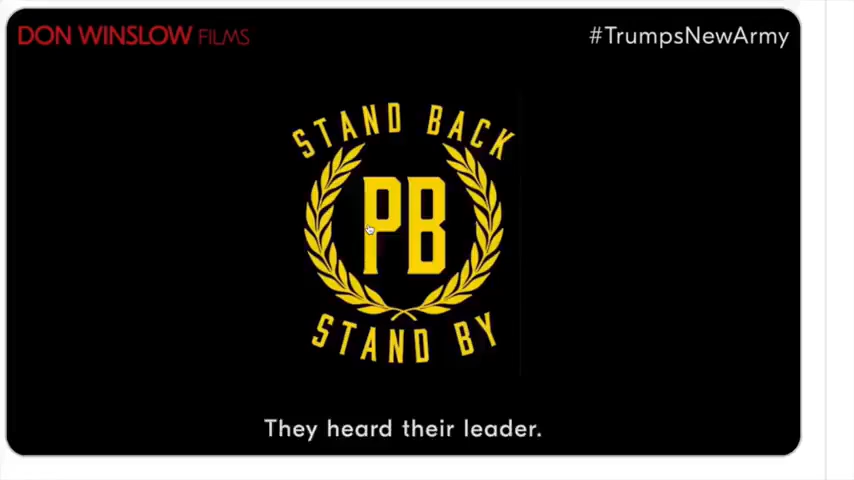 DON WINSLOW FILMS
#TrumpsNewArmy
STAND BACK
PB
STAND BY
They heard their leader.